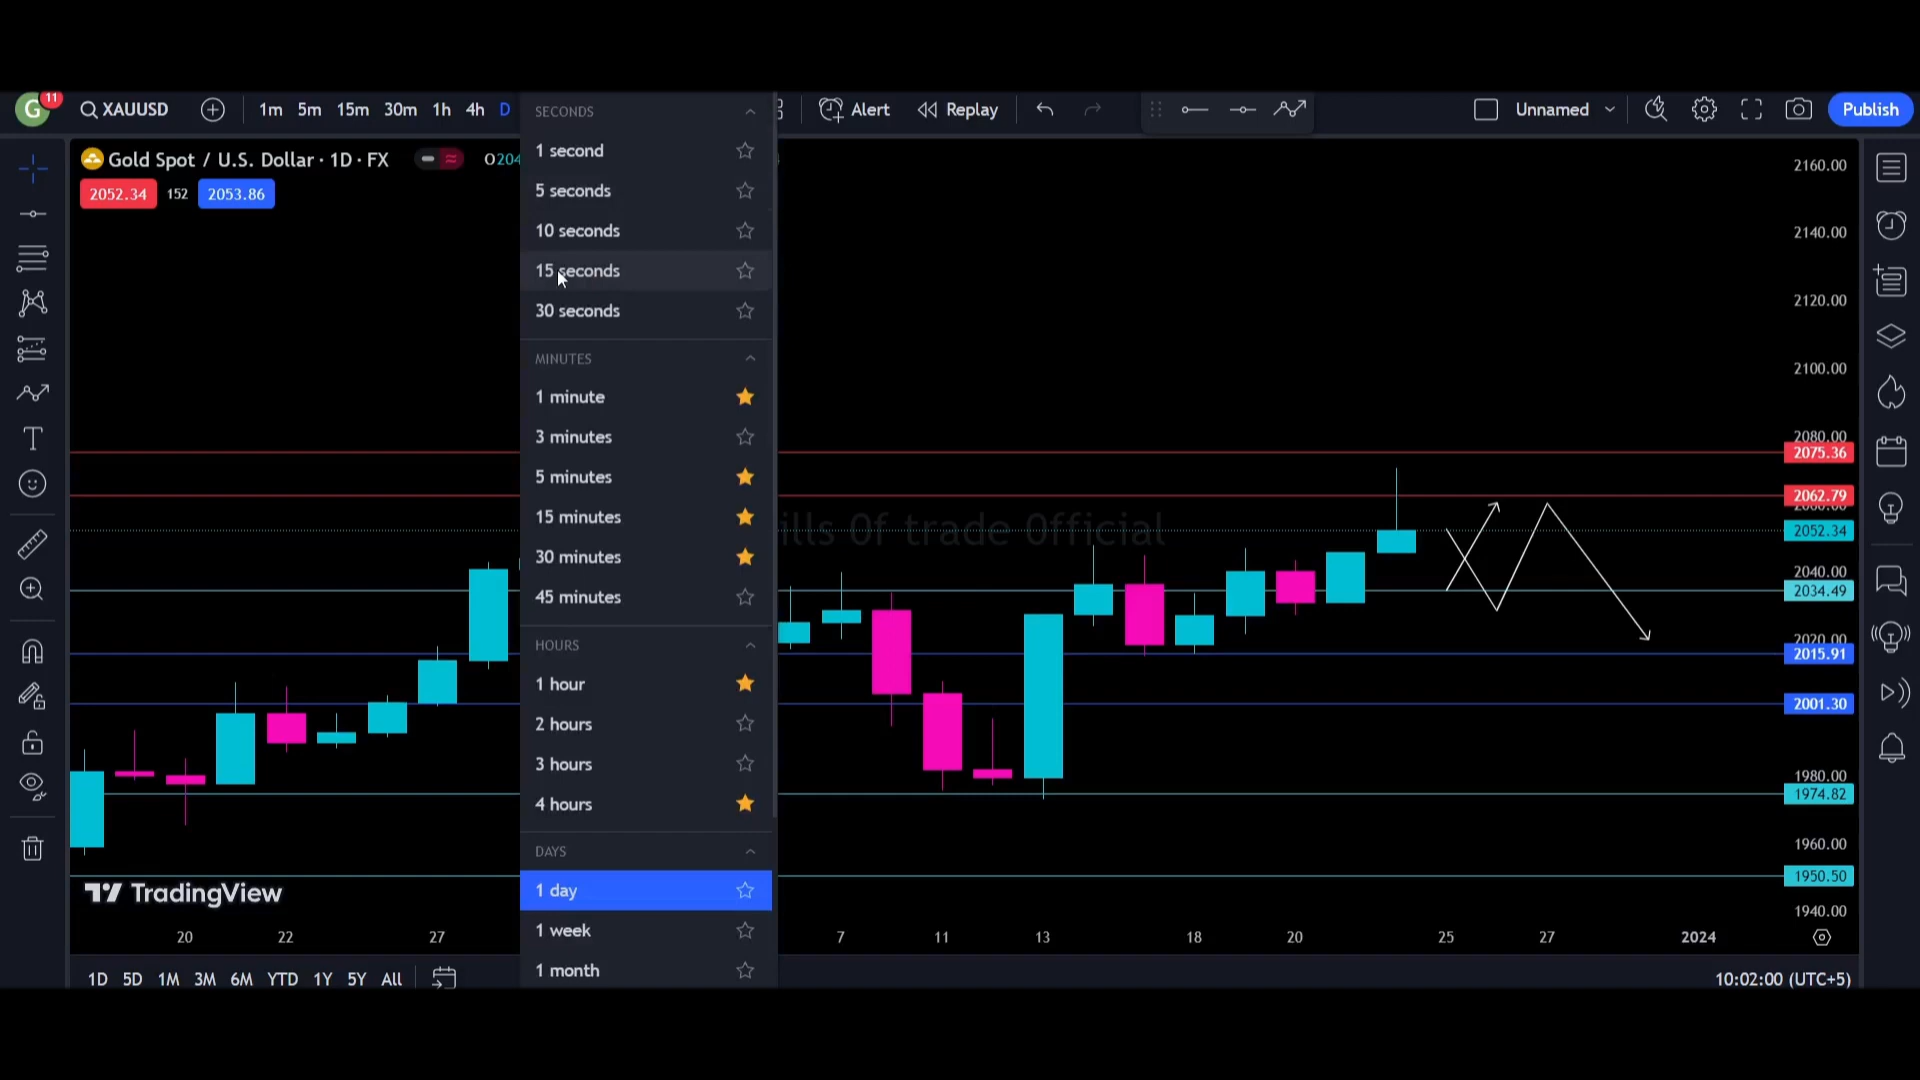 G 11 XAUUSD 1m 5m 15m 30m 1h 4h D Alert Replay Unnamed Publish
Gold Spot / U.S. Dollar · 1D · FX O204
2052.34 152 2053.86
SECONDS
1 second
5 seconds
10 seconds
15 seconds
30 seconds
MINUTES
1 minute
3 minutes
5 minutes
15 minutes
30 minutes
45 minutes
HOURS
1 hour
2 hours
3 hours
4 hours
DAYS
1 day
1 week
1 month
ills Of trade Official
2160.00
2140.00
2120.00
2100.00
2080.00
2075.36
2062.79
2052.34
2040.00
2034.49
2020.00
2015.91
2001.30
1980.00
1974.82
1960.00
1950.50
1940.00
TradingView
20 22 27 7 11 13 18 20 25 27 2024
1D 5D 1M 3M 6M YTD 1Y 5Y All 10:02:00 (UTC+5)